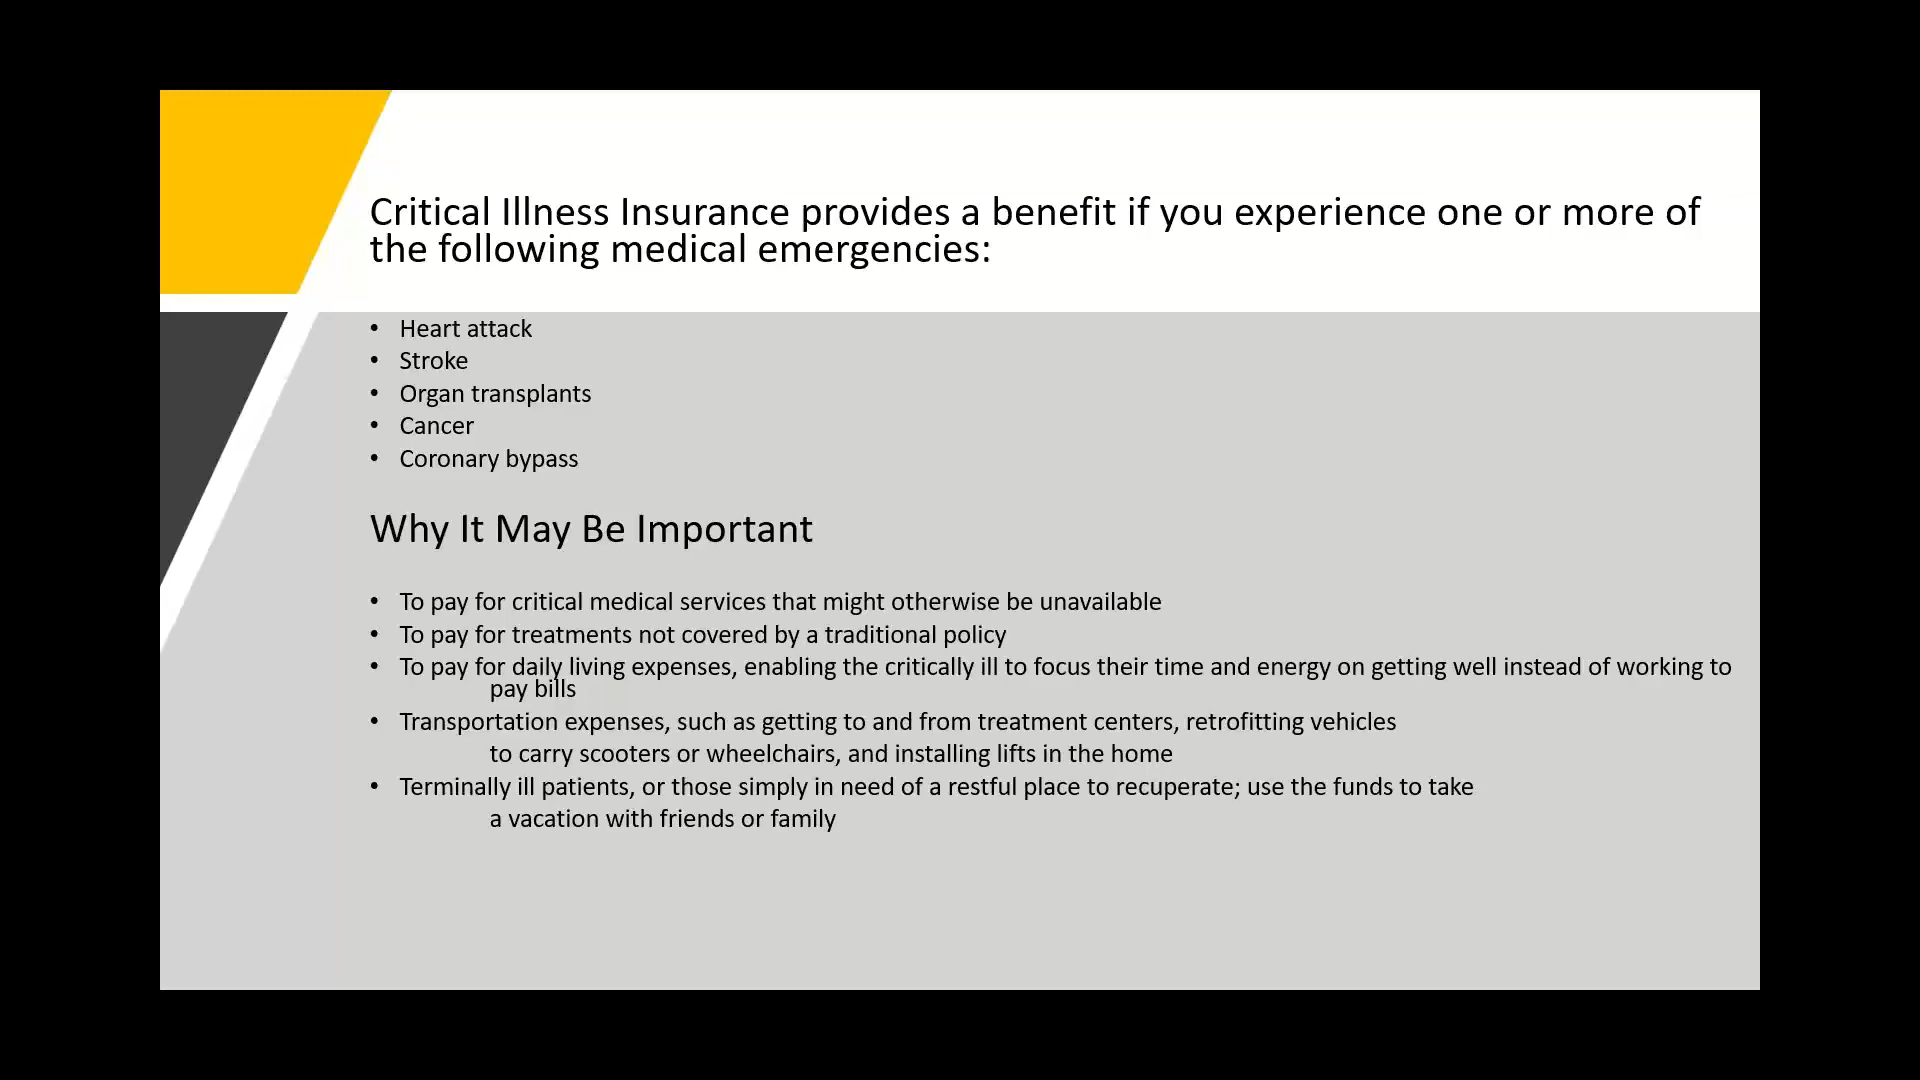 Critical Illness Insurance provides a benefit if you experience one or more of
the following medical emergencies:
• Heart attack
• Stroke
• Organ transplants
• Cancer
• Coronary bypass
Why It May Be Important
• To pay for critical medical services that might otherwise be unavailable
• To pay for treatments not covered by a traditional policy
• To pay for daily living expenses, enabling the critically ill to focus their time and energy on getting well instead of working to
pay bills
• Transportation expenses, such as getting to and from treatment centers, retrofitting vehicles
to carry scooters or wheelchairs, and installing lifts in the home
• Terminally ill patients, or those simply in need of a restful place to recuperate; use the funds to take
a vacation with friends or family